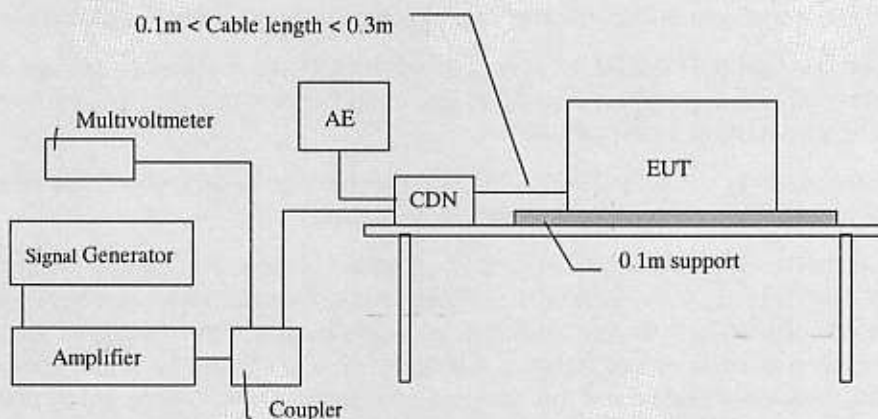 0.1m < Cable length < 0.3m
Multivoltmeter
AE
EUT
CDN
Signal Generator
0.1m support
Amplifier
Coupler